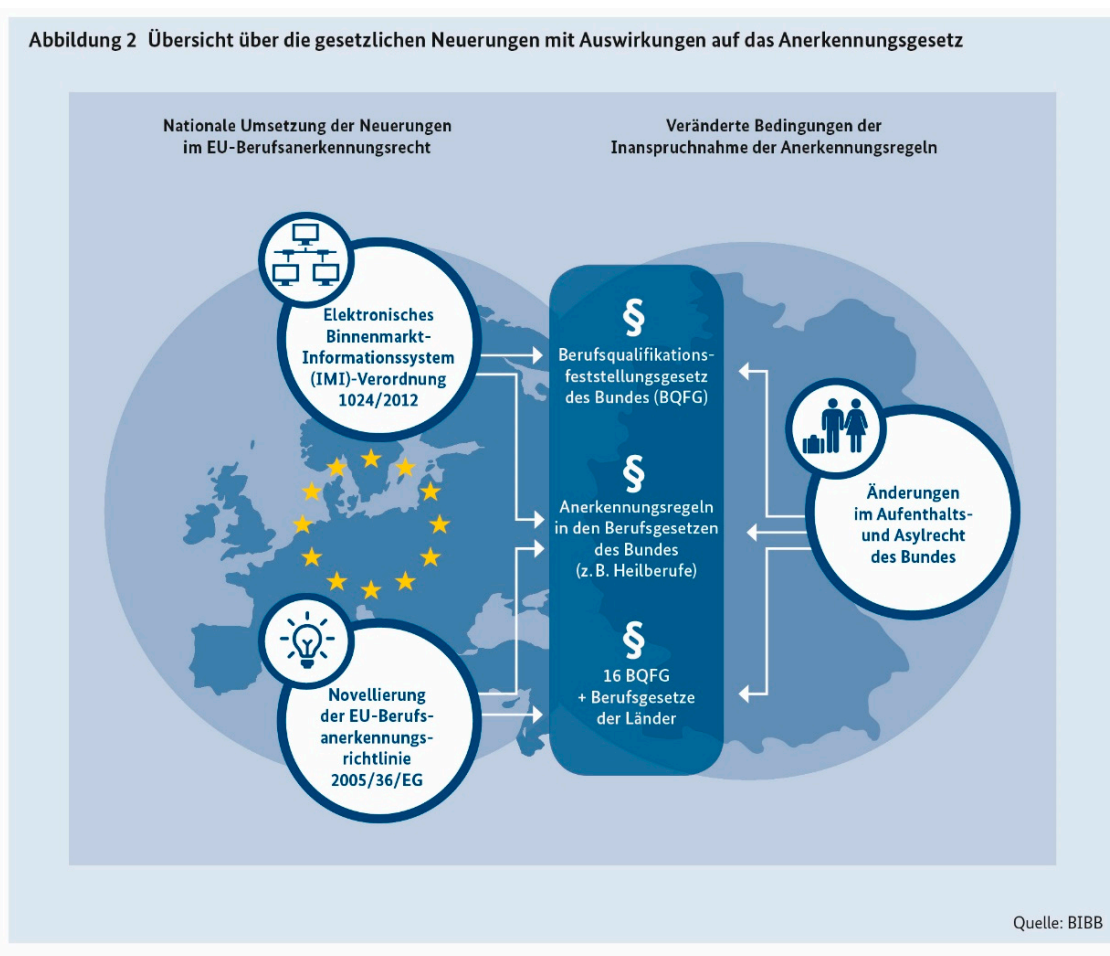 Abbildung 2 Übersicht über die gesetzlichen Neuerungen mit Auswirkungen auf das Anerkennungsgesetz
Nationale Umsetzung der Neuerungen
im EU-Berufsanerkennungsrecht
Veränderte Bedingungen der
Inanspruchnahme der Anerkennungsregeln
Elektronisches
Binnenmarkt-
Informationssystem
(IMI)-Verordnung
1024/2012
Novellierung
der EU-Berufs-
anerkennungs-
richtlinie
2005/36/EG
§
Berufsqualifikations-
feststellungsgesetz
des Bundes (BQFG)
§
Anerkennungsregeln
in den Berufsgesetzen
des Bundes
(z. B. Heilberufe)
§
16 BQFG
+ Berufsgesetze
der Länder
Änderungen
im Aufenthalts-
und Asylrecht
des Bundes
Quelle: BIBB